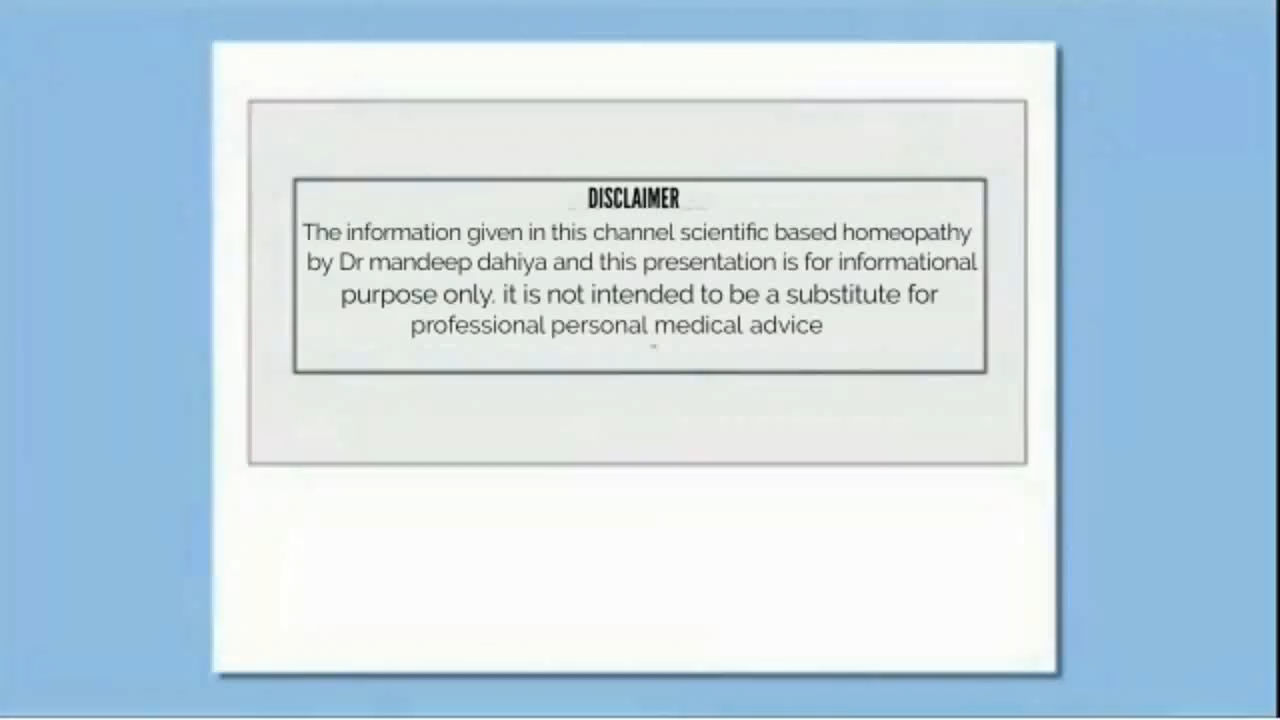 DISCLAIMER
The information given in this channel scientific based homeopathy
by Dr mandeep dahiya and this presentation is for informational
purpose only. it is not intended to be a substitute for
professional personal medical advice